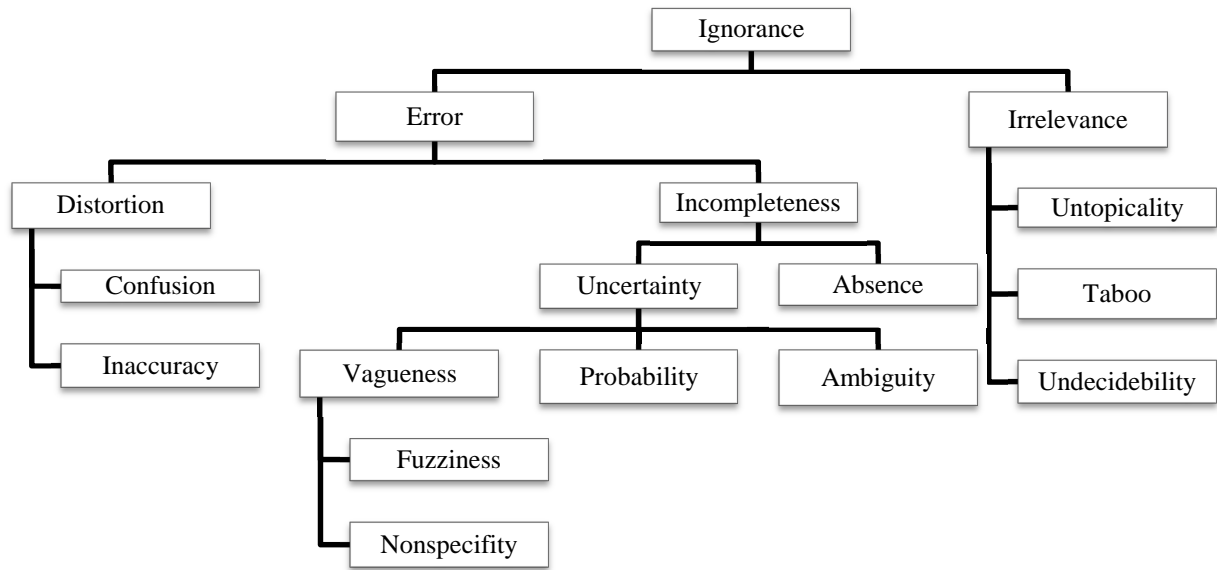 Ignorance
Error
Irrelevance
Distortion
Incompleteness
Untopicality
Confusion
Uncertainty
Absence
Taboo
Inaccuracy
Vagueness
Probability
Ambiguity
Undecidebility
Fuzziness
Nonspecifity